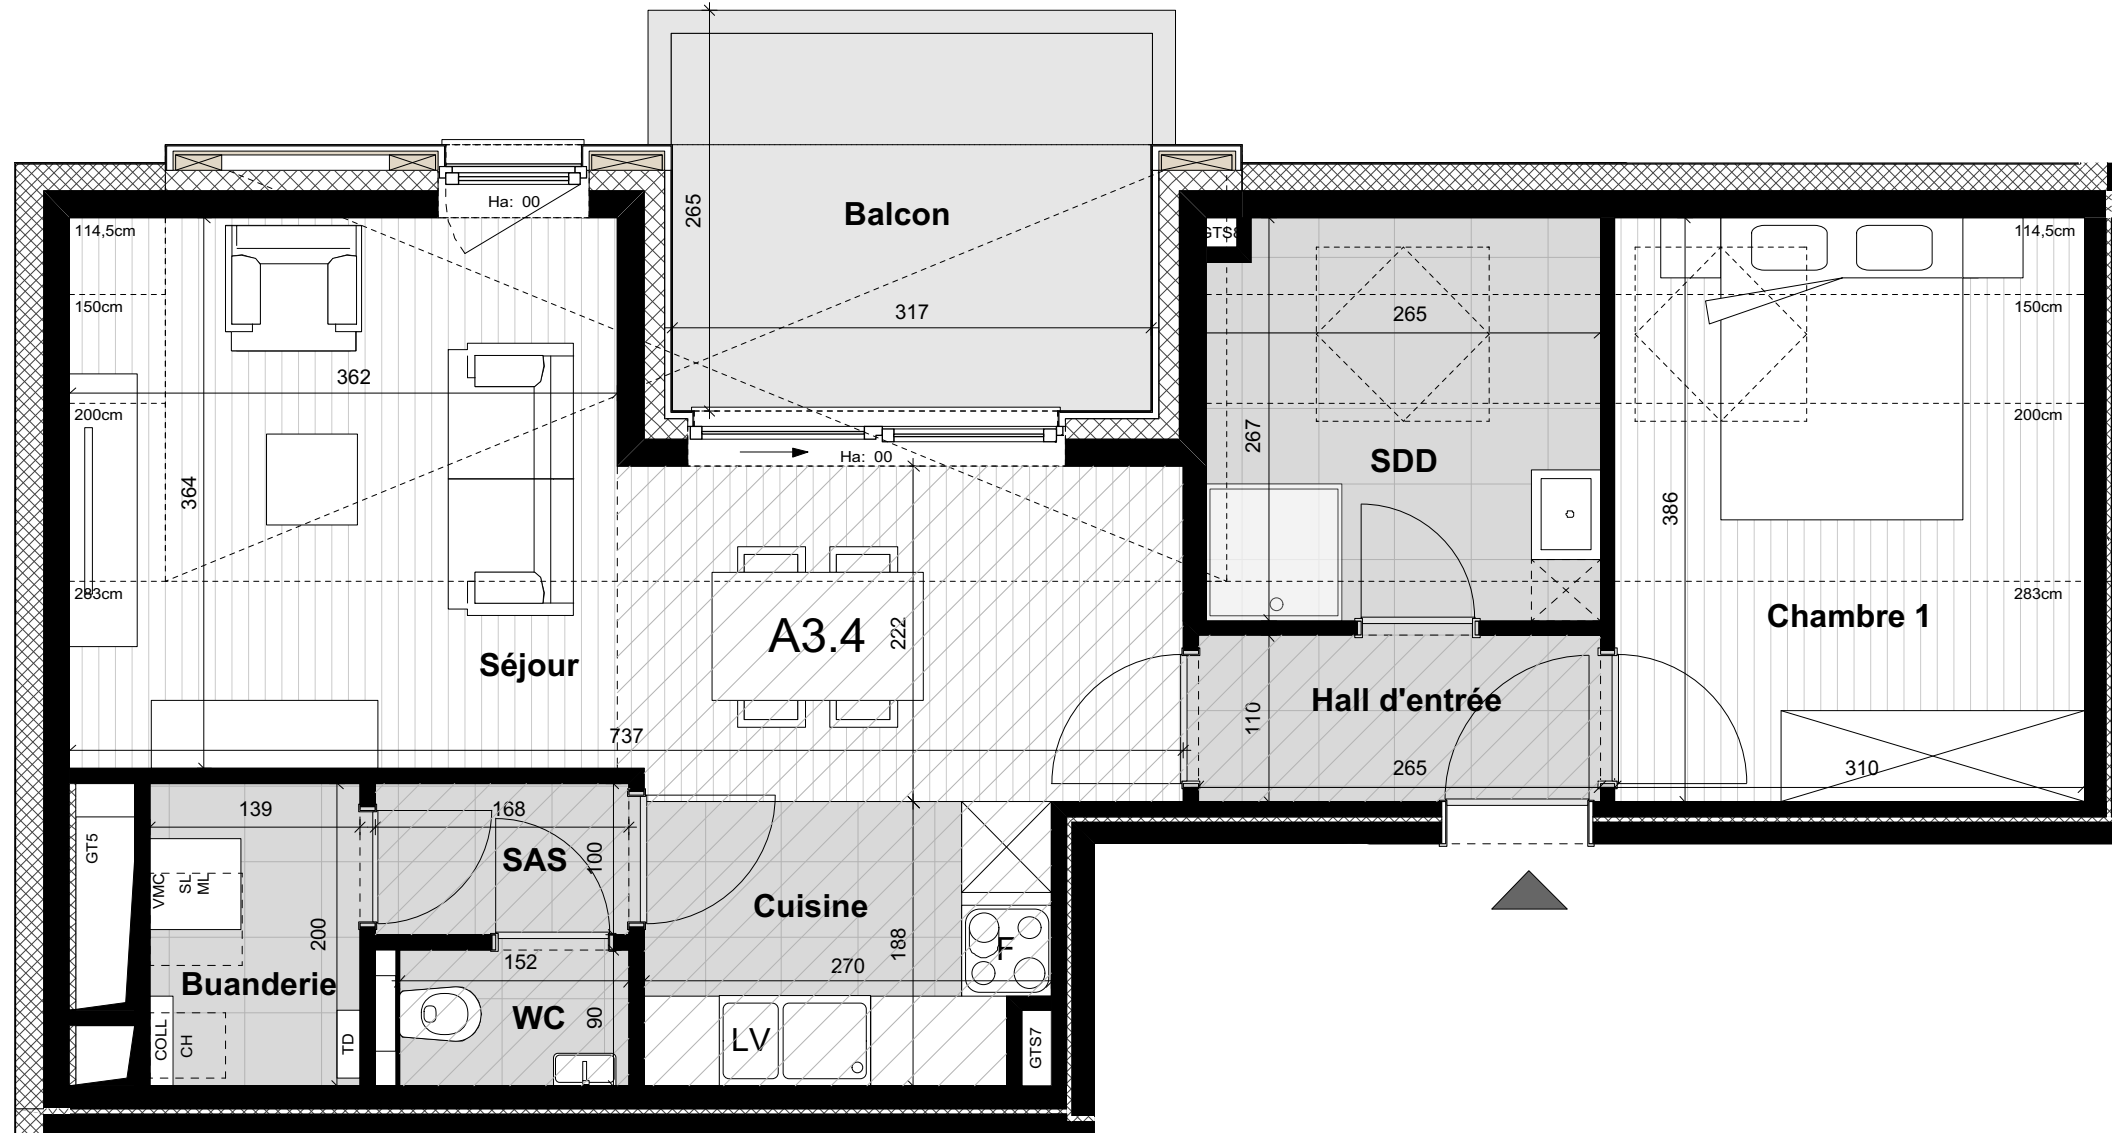 265
Balcon
317
Ha: 00
114,5cm
150cm
200cm
283cm
362
364
Séjour
737
Ha: 00
A3.4
222
GTS8
265
267
SDD
114,5cm
150cm
200cm
283cm
386
Chambre 1
310
Hall d'entrée
110
265
GT5
139
VMC
SL
ML
200
Buanderie
COLL
CH
TD
168
SAS
100
152
WC
90
Cuisine
188
270
F
LV
GTS7